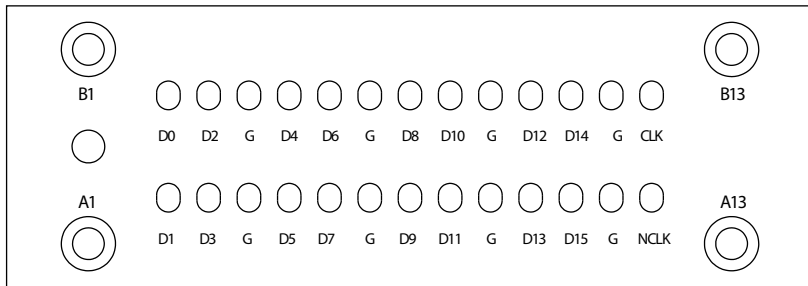 B1 B13
D0 D2 G D4 D6 G D8 D10 G D12 D14 G CLK
A1 A13
D1 D3 G D5 D7 G D9 D11 G D13 D15 G NCLK